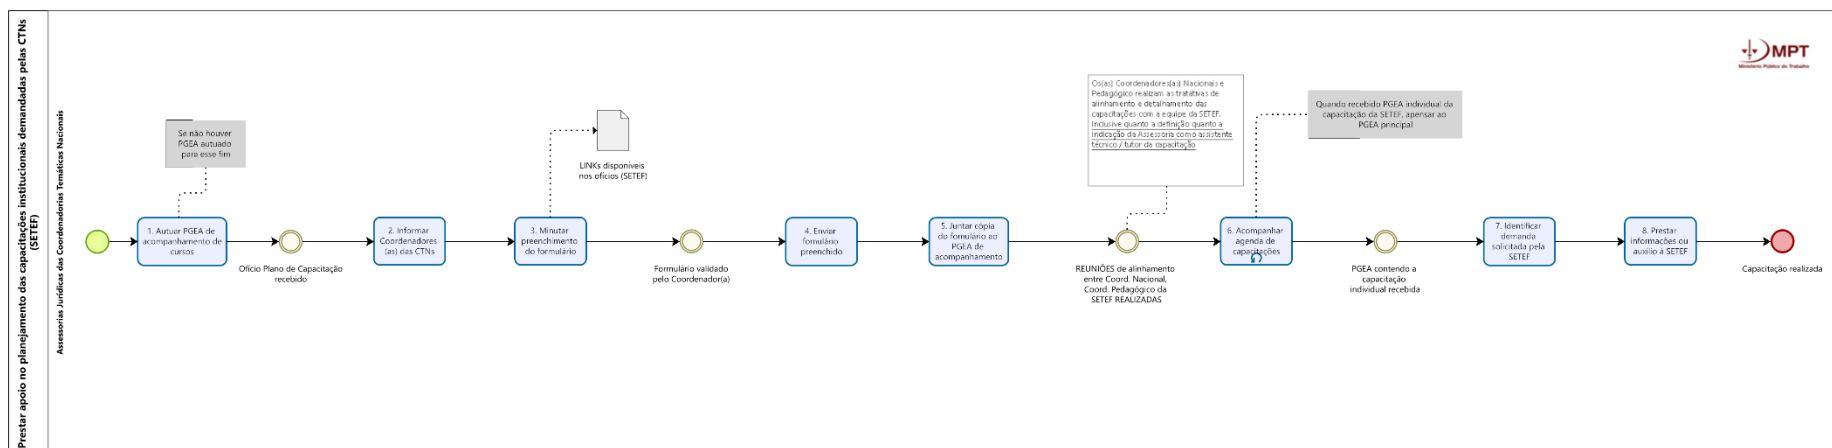 Prestar apoio no planejamento das capacitações institucionais demandadas pelas CTNs
(SETEF)
Assessorias Jurídicas das Coordenadorias Temáticas Nacionais
MPT
Ministério Público do Trabalho
Se não houver
PGEA autuado
para esse fim
1. Autuar PGEA de
acompanhamento de
cursos
Ofício Plano de Capacitação
recebido
2. Informar
Coordenadores
(as) das CTNs
3. Minutar
preenchimento
do formulário
LINKs disponíveis
nos ofícios (SETEF)
Formulário validado
pelo Coordenador(a)
4. Enviar
fomulário
preenchido
5. Juntar cópia
do fomulário ao
PGEA de
acompanhamento
Os(as) Coordenadores(as) Nacionais e
Pedagógico realizam as tratativas de
alinhamento e detalhamento das
capacitações com a equipe da SETEF.
Inclusive quanto a definição quanto a
indicação da Assessoria como assistente
técnico / tutor da capacitação
REUNIÕES de alinhamento
entre Coord. Nacional,
Coord. Pedagógico da
SETEF REALIZADAS
6. Acompanhar
agenda de
capacitações
Quando recebido PGEA individual da
capacitação da SETEF, apensar ao
PGEA principal
PGEA contendo a
capacitação
individual recebida
7. Identificar
demanda
solicitada pela
SETEF
8. Prestar
informações ou
auxílio à SETEF
Capacitação realizada